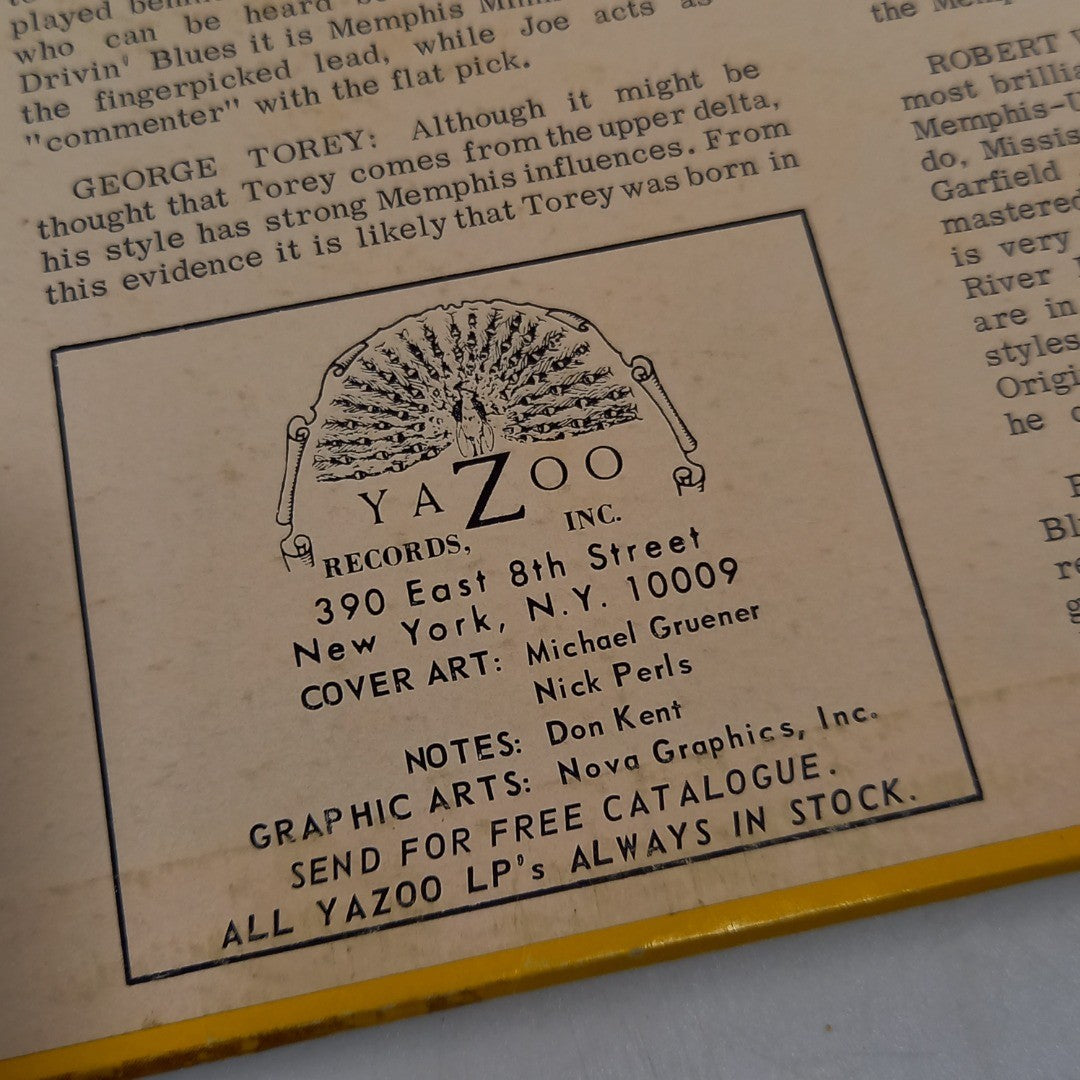 played
who can be heard
Drivin' Blues it is Memphis
the fingerpicked lead, while Joe acts as
"commenter" with the flat pick.
GEORGE TOREY: Although it might be
thought that Torey comes from the upper delta,
his style has strong Memphis influences. From
this evidence it is likely that Torey was born in
YAZOO
RECORDS, INC.
390 East 8th Street
New York, N.Y. 10009
COVER ART: Michael Gruener
Nick Perls
NOTES: Don Kent
GRAPHIC ARTS: Nova Graphics, Inc.
SEND FOR FREE CATALOGUE.
ALL YAZOO LP's ALWAYS IN STOCK.
the
ROBERT
most
do,
Garfield
mastered
is very
River
are in
styles
he